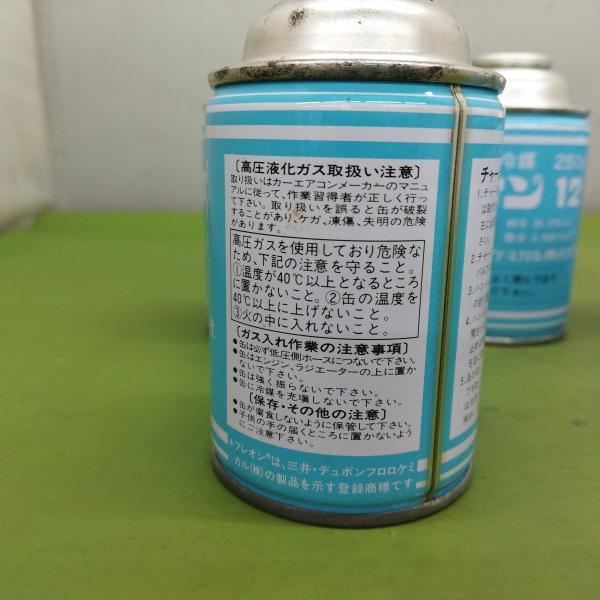 〔高圧液化ガス取扱い注意〕
取り扱いはカーエアコンメーカーのマニュ
アルに従って、作業習得者が正しく行っ
て下さい。取り扱いを誤ると缶が破裂
することがあり、ケガ、凍傷、失明の危険
があります。
高圧ガスを使用しており危険な
ため、下記の注意を守ること。
①温度が40℃以上となるところ
に置かないこと。②缶の温度を
40℃以上に上げないこと。
③火の中に入れないこと。
〔ガス入れ作業の注意事項〕
●缶は必ず低圧側ホースにつないで下さい。
●缶はエンジン、ラジエーターの上に置か
ないで下さい。
●缶は強く振らないで下さい。
●缶に冷媒を充塡しないで下さい。
〔保存・その他の注意〕
●缶が腐食しないように保管して下さい。
●子供の手の届くところに置かないよう
にご注意下さい。
※フレオン®は、三井・デュポンフロロケミ
カル(株)の製品を示す登録商標です
冷媒 250
ン 12